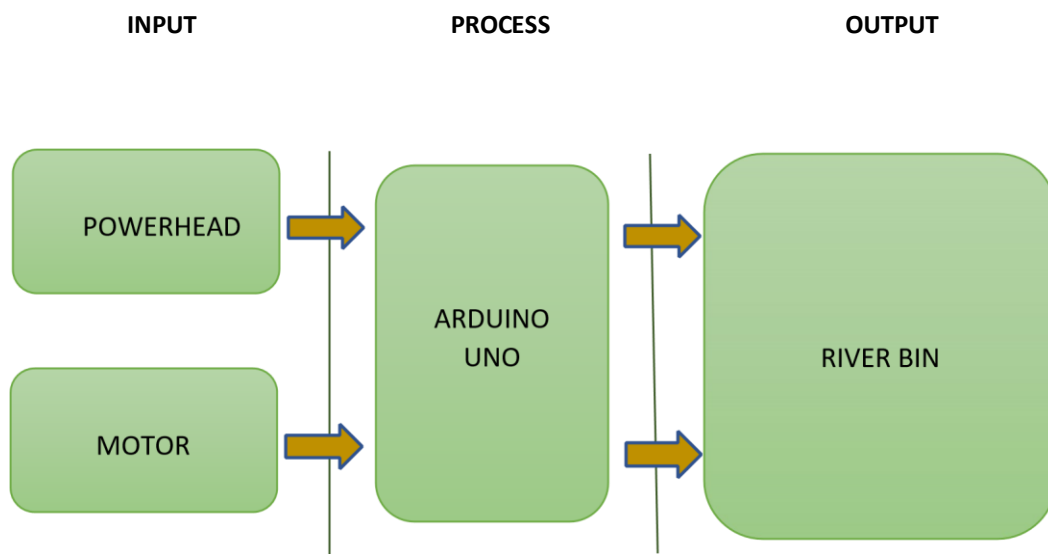 INPUT
PROCESS
OUTPUT
POWERHEAD
ARDUINO
UNO
RIVER BIN
MOTOR